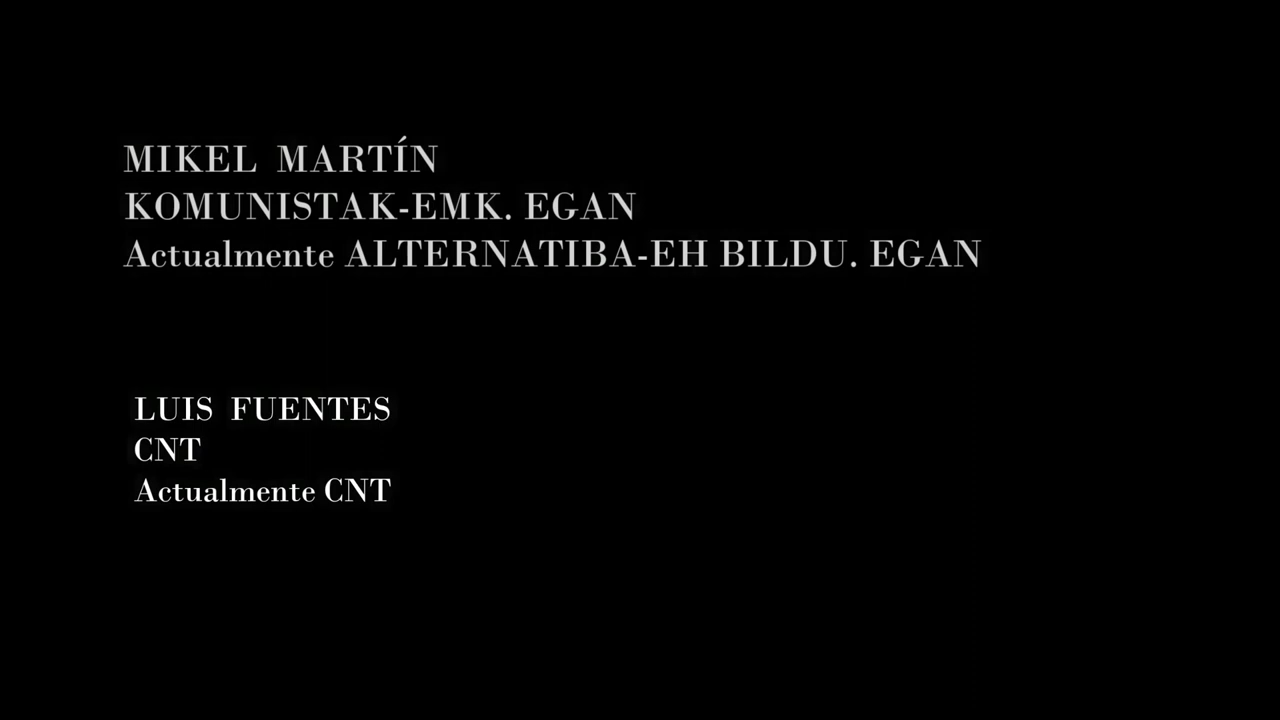 MIKEL MARTÍN
KOMUNISTAK-EMK. EGAN
Actualmente ALTERNATIBA-EH BILDU. EGAN
LUIS FUENTES
CNT
Actualmente CNT